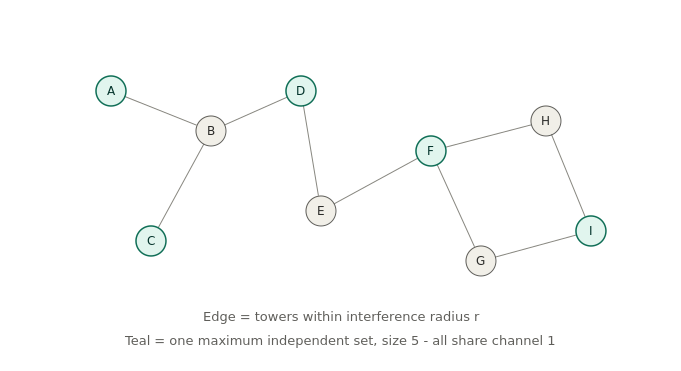 A
D
H
B
F
E
C
I
G
Edge = towers within interference radius r
Teal = one maximum independent set, size 5 - all share channel 1